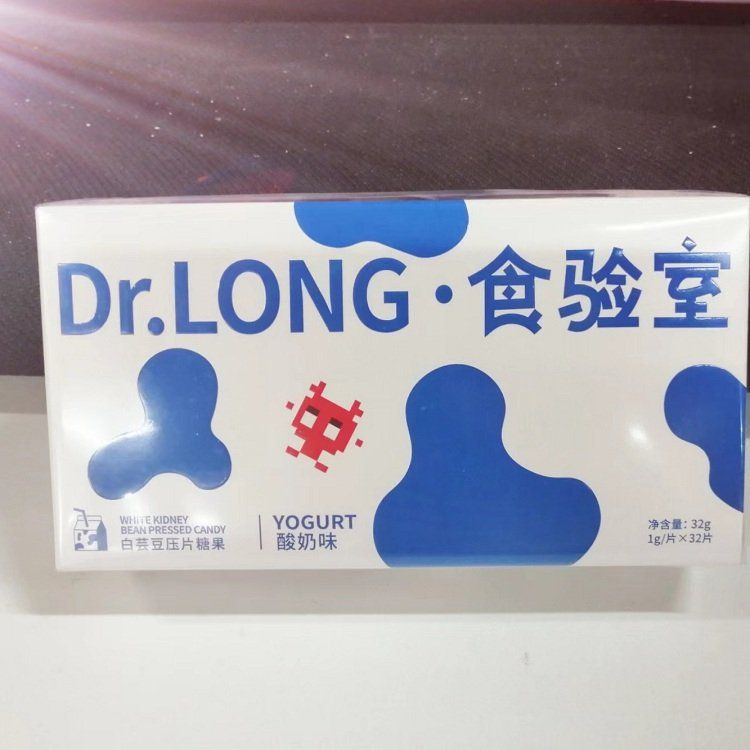 Dr.LONG·食验室
WHITE KIDNEY
BEAN PRESSED CANDY
白芸豆压片糖果
YOGURT
酸奶味
净含量：32g
1g/片×32片